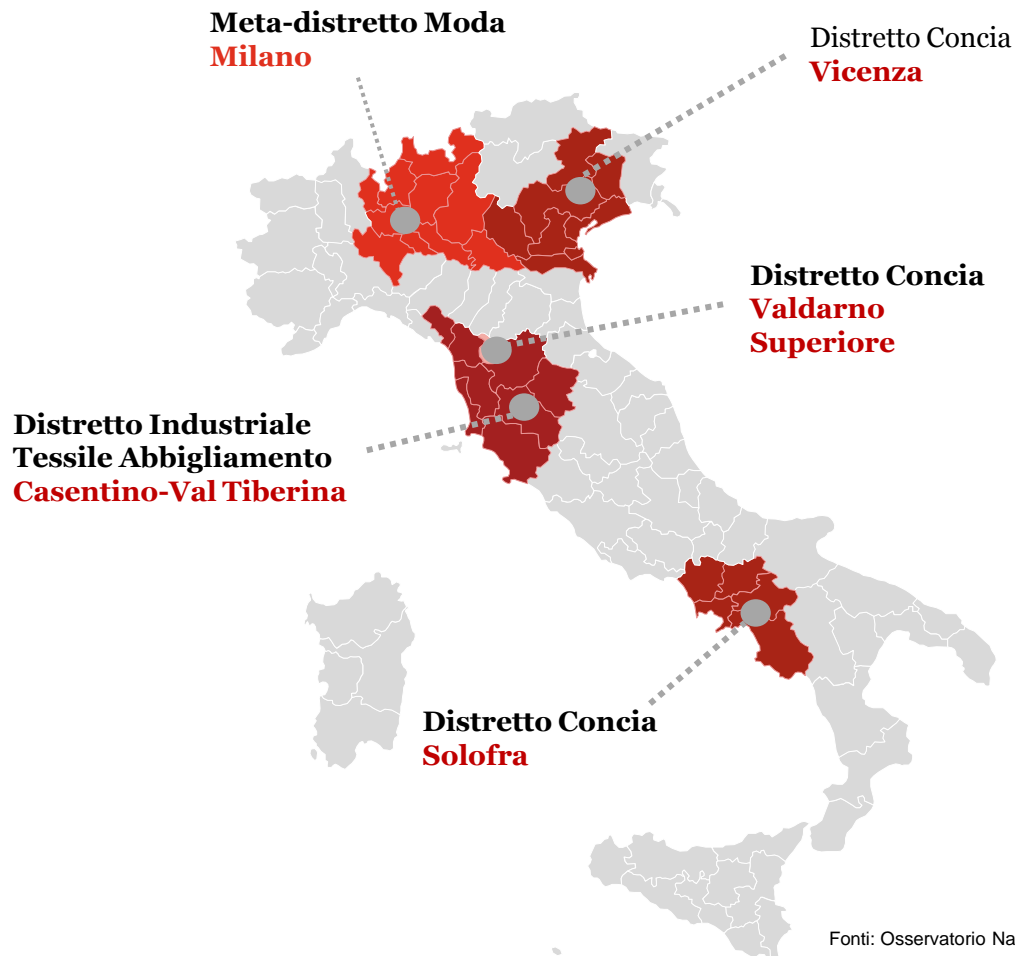 Meta-distretto Moda
Milano
Distretto Concia
Vicenza
Distretto Concia
Valdarno
Superiore
Distretto Industriale
Tessile Abbigliamento
Casentino-Val Tiberina
Distretto Concia
Solofra
Fonti: Osservatorio Na